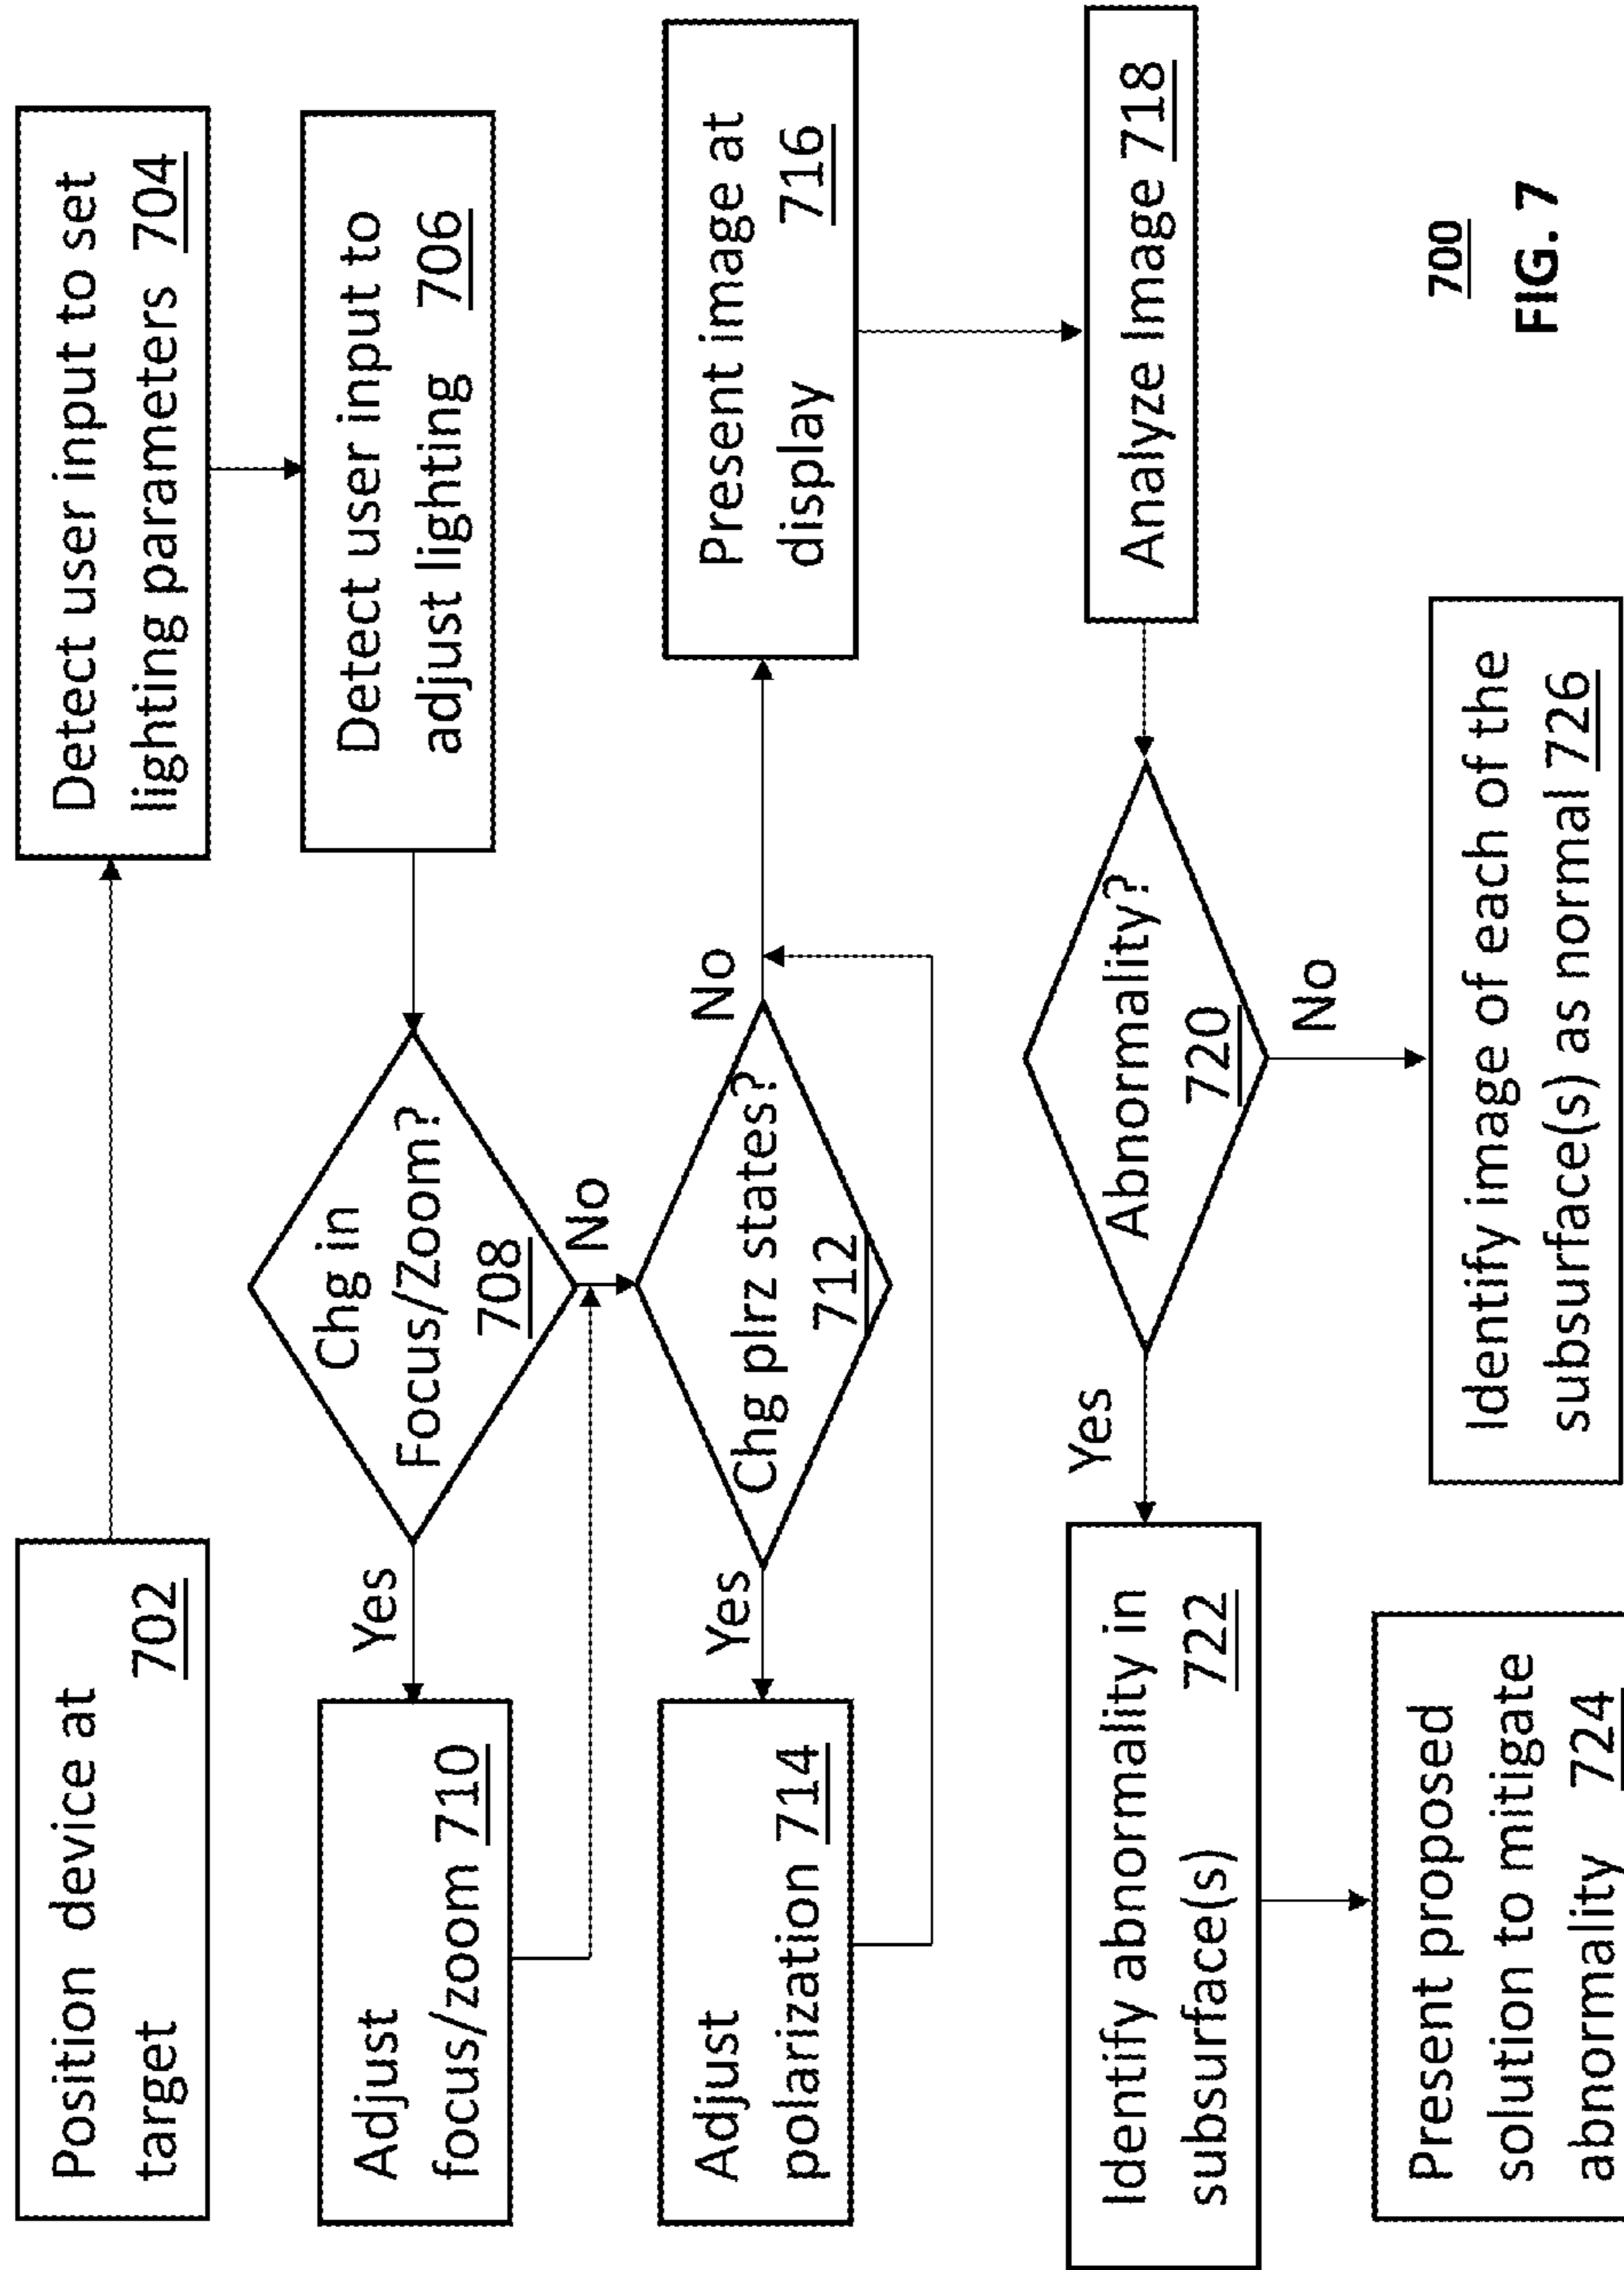 Position device at
target 702
Detect user input to set
lighting parameters 704
Detect user input to
adjust lighting 706
Chg in
Focus/Zoom?
708
Yes
No
Adjust
focus/zoom 710
Chg plrz states?
712
Yes
No
Adjust
polarization 714
Present image at
display 716
Analyze Image 718
Abnormality?
720
Yes
No
Identify abnormality in
subsurface(s) 722
Present proposed
solution to mitigate
abnormality 724
Identify image of each of the
subsurface(s) as normal 726
700
FIG. 7